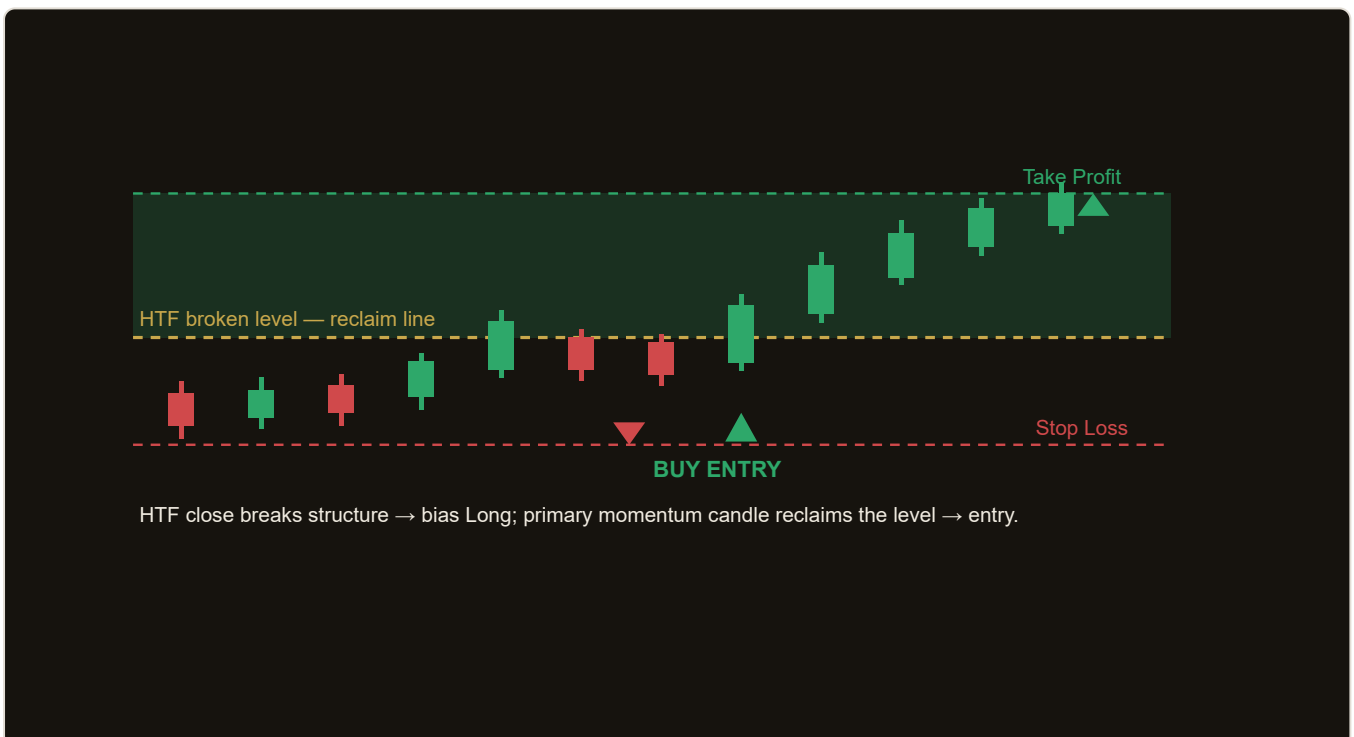 Take Profit
HTF broken level — reclaim line
Stop Loss
BUY ENTRY
HTF close breaks structure → bias Long; primary momentum candle reclaims the level → entry.